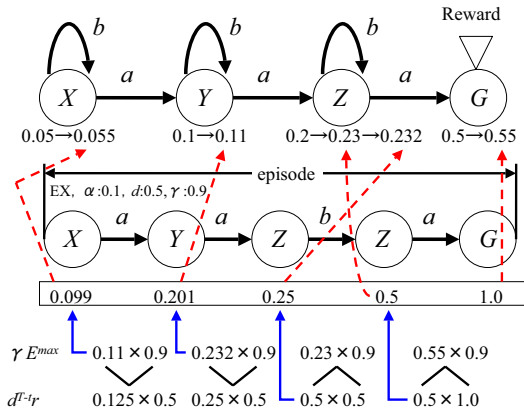 Reward
b b b
a a a
X Y Z G
0.05→0.055 0.1→0.11 0.2→0.23→0.232 0.5→0.55
episode
EX, α:0.1, d:0.5, γ:0.9
a a b a
X Y Z Z G
0.099 0.201 0.25 0.5 1.0
γ E^max 0.11 × 0.9 0.232 × 0.9 0.23 × 0.9 0.55 × 0.9
d^T-t r 0.125 × 0.5 0.25 × 0.5 0.5 × 0.5 0.5 × 1.0